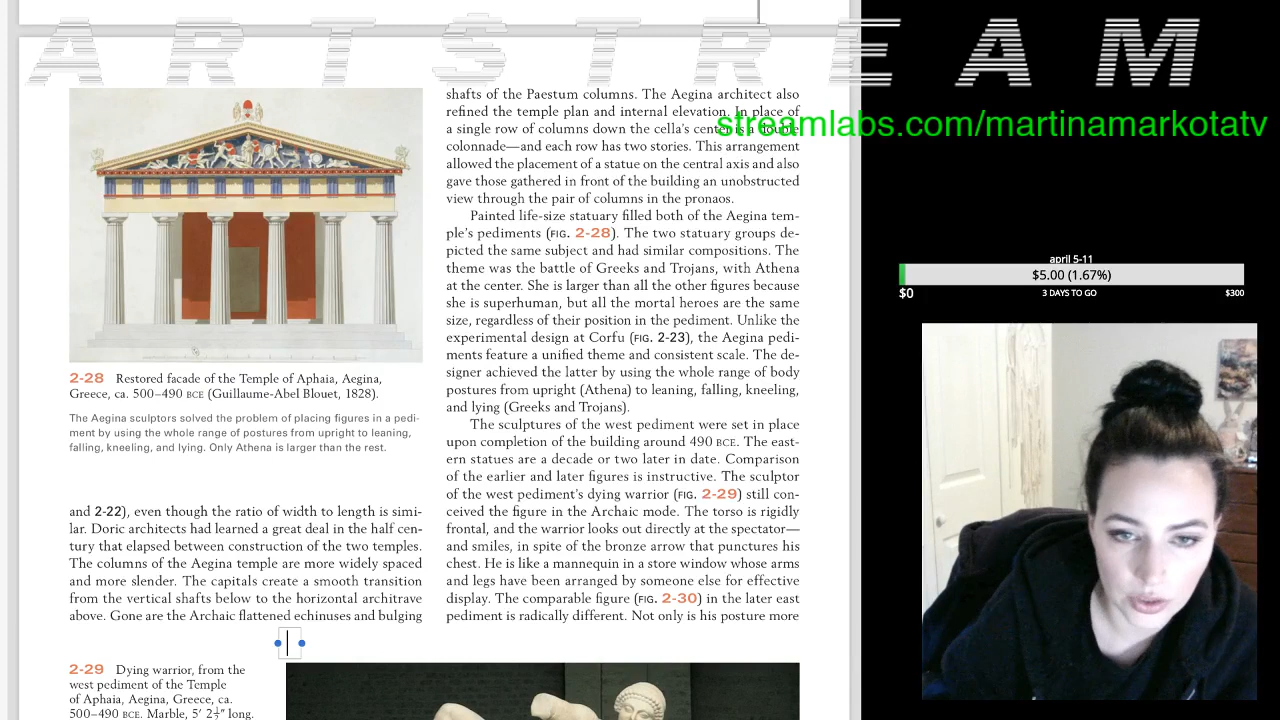 ARTSTREAM
streamlabs.com/martinamarkotatv
shafts of the Paestum columns. The Aegina architect also
refined the temple plan and internal elevation. In place of
a single row of columns down the cella's center is a double
colonnade—and each row has two stories. This arrangement
allowed the placement of a statue on the central axis and also
gave those gathered in front of the building an unobstructed
view through the pair of columns in the pronaos.
Painted life-size statuary filled both of the Aegina tem-
ple's pediments (FIG. 2-28). The two statuary groups de-
picted the same subject and had similar compositions. The
theme was the battle of Greeks and Trojans, with Athena
at the center. She is larger than all the other figures because
she is superhuman, but all the mortal heroes are the same
size, regardless of their position in the pediment. Unlike the
experimental design at Corfu (FIG. 2-23), the Aegina pedi-
ments feature a unified theme and consistent scale. The de-
signer achieved the latter by using the whole range of body
postures from upright (Athena) to leaning, falling, kneeling,
and lying (Greeks and Trojans).
The sculptures of the west pediment were set in place
upon completion of the building around 490 BCE. The east-
ern statues are a decade or two later in date. Comparison
of the earlier and later figures is instructive. The sculptor
of the west pediment's dying warrior (FIG. 2-29) still con-
ceived the figure in the Archaic mode. The torso is rigidly
frontal, and the warrior looks out directly at the spectator—
and smiles, in spite of the bronze arrow that punctures his
chest. He is like a mannequin in a store window whose arms
and legs have been arranged by someone else for effective
display. The comparable figure (FIG. 2-30) in the later east
pediment is radically different. Not only is his posture more
2-28 Restored facade of the Temple of Aphaia, Aegina,
Greece, ca. 500–490 BCE (Guillaume-Abel Blouet, 1828).
The Aegina sculptors solved the problem of placing figures in a pedi-
ment by using the whole range of postures from upright to leaning,
falling, kneeling, and lying. Only Athena is larger than the rest.
and 2-22), even though the ratio of width to length is simi-
lar. Doric architects had learned a great deal in the half cen-
tury that elapsed between construction of the two temples.
The columns of the Aegina temple are more widely spaced
and more slender. The capitals create a smooth transition
from the vertical shafts below to the horizontal architrave
above. Gone are the Archaic flattened echinuses and bulging
2-29 Dying warrior, from the
west pediment of the Temple
of Aphaia, Aegina, Greece, ca.
500–490 BCE. Marble, 5' 2½" long.
april 5-11
$5.00 (1.67%)
$0
3 DAYS TO GO
$300